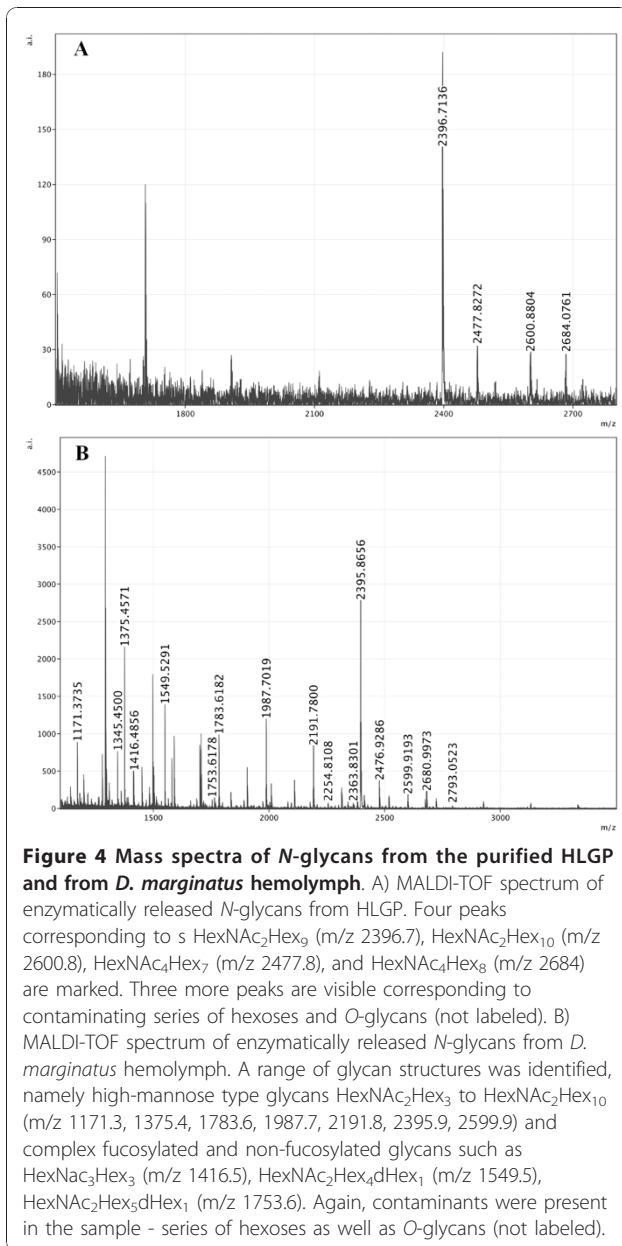 a.i.
A
180
150
120
90
60
30
0
2396.7136
2477.8272
2600.8804
2684.0761
1800
2100
2400
2700
m/z
a.i.
B
4500
4000
3500
3000
2500
2000
1500
1000
500
0
1171.3735
1345.4500
1375.4571
1416.4856
1549.5291
1753.6178
1783.6182
1987.7019
2191.7800
2254.8108
2363.8301
2395.8656
2476.9286
2599.9193
2680.9973
2793.0523
1500
2000
2500
3000
m/z
Figure 4 Mass spectra of N-glycans from the purified HLGP
and from D. marginatus hemolymph. A) MALDI-TOF spectrum of
enzymatically released N-glycans from HLGP. Four peaks
corresponding to s HexNAc₂Hex₉ (m/z 2396.7), HexNAc₂Hex₁₀ (m/z
2600.8), HexNAc₄Hex₇ (m/z 2477.8), and HexNAc₄Hex₈ (m/z 2684)
are marked. Three more peaks are visible corresponding to
contaminating series of hexoses and O-glycans (not labeled). B)
MALDI-TOF spectrum of enzymatically released N-glycans from D.
marginatus hemolymph. A range of glycan structures was identified,
namely high-mannose type glycans HexNAc₂Hex₃ to HexNAc₂Hex₁₀
(m/z 1171.3, 1375.4, 1783.6, 1987.7, 2191.8, 2395.9, 2599.9) and
complex fucosylated and non-fucosylated glycans such as
HexNac₃Hex₃ (m/z 1416.5), HexNAc₂Hex₄dHex₁ (m/z 1549.5),
HexNAc₂Hex₅dHex₁ (m/z 1753.6). Again, contaminants were present
in the sample - series of hexoses as well as O-glycans (not labeled).